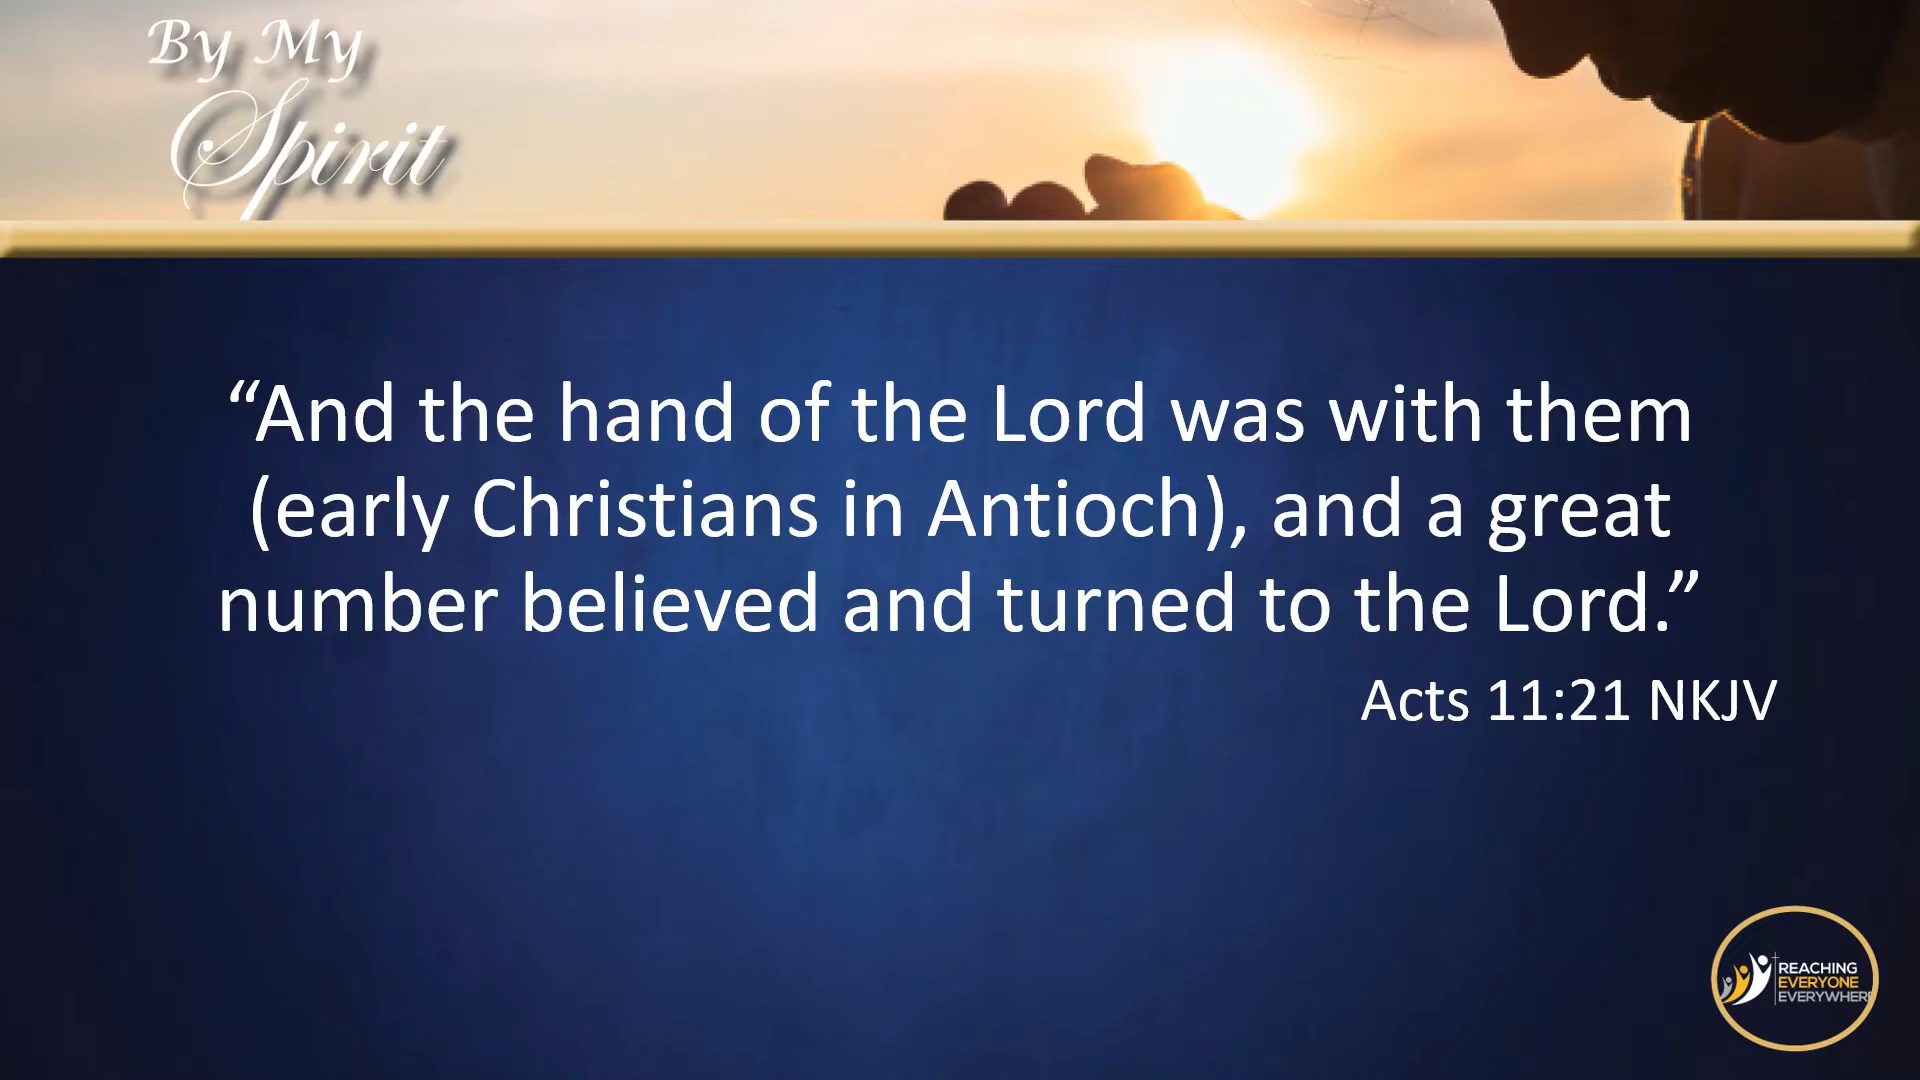 By My
Spirit
“And the hand of the Lord was with them
(early Christians in Antioch), and a great
number believed and turned to the Lord.”
Acts 11:21 NKJV
REACHING
EVERYONE
EVERYWHERE